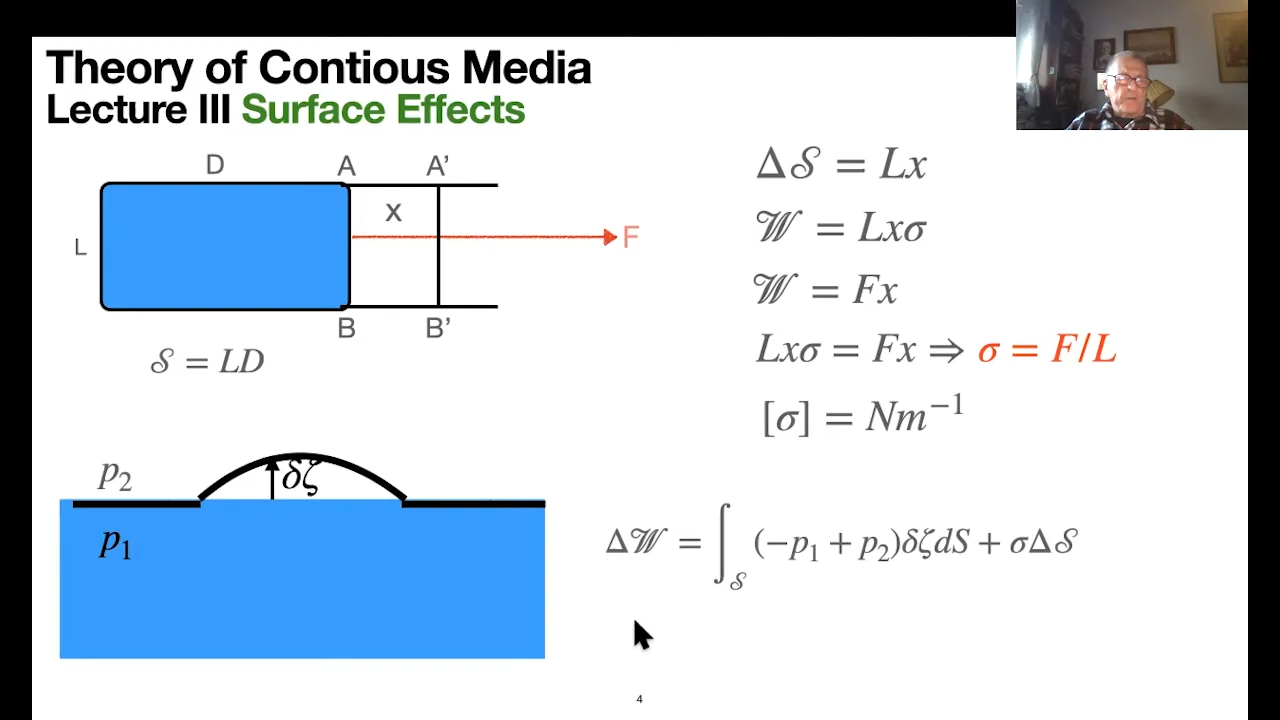 Theory of Contious Media
Lecture III Surface Effects
D A A'
x
L
F
B B'
𝒮 = LD
Δ𝒮 = Lx
𝒲 = Lxσ
𝒲 = Fx
Lxσ = Fx ⇒ σ = F/L
[σ] = Nm⁻¹
p₂
δζ
p₁
Δ𝒲 = ∫_𝒮 (−p₁ + p₂)δζdS + σΔ𝒮
4